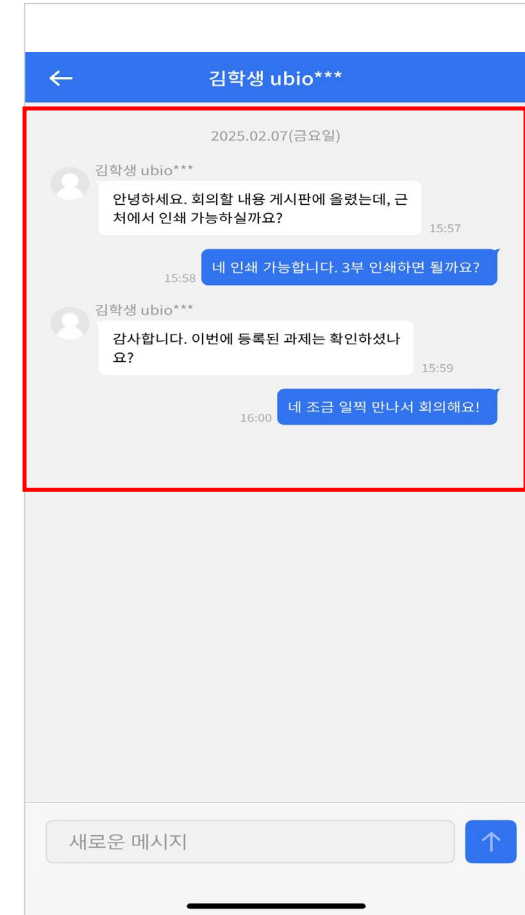 김학생 ubio***
2025.02.07(금요일)
김학생 ubio***
안녕하세요. 회의할 내용 게시판에 올렸는데, 근
처에서 인쇄 가능하실까요?
15:57
네 인쇄 가능합니다. 3부 인쇄하면 될까요?
15:58
김학생 ubio***
감사합니다. 이번에 등록된 과제는 확인하셨나
요?
15:59
네 조금 일찍 만나서 회의해요!
16:00
새로운 메시지